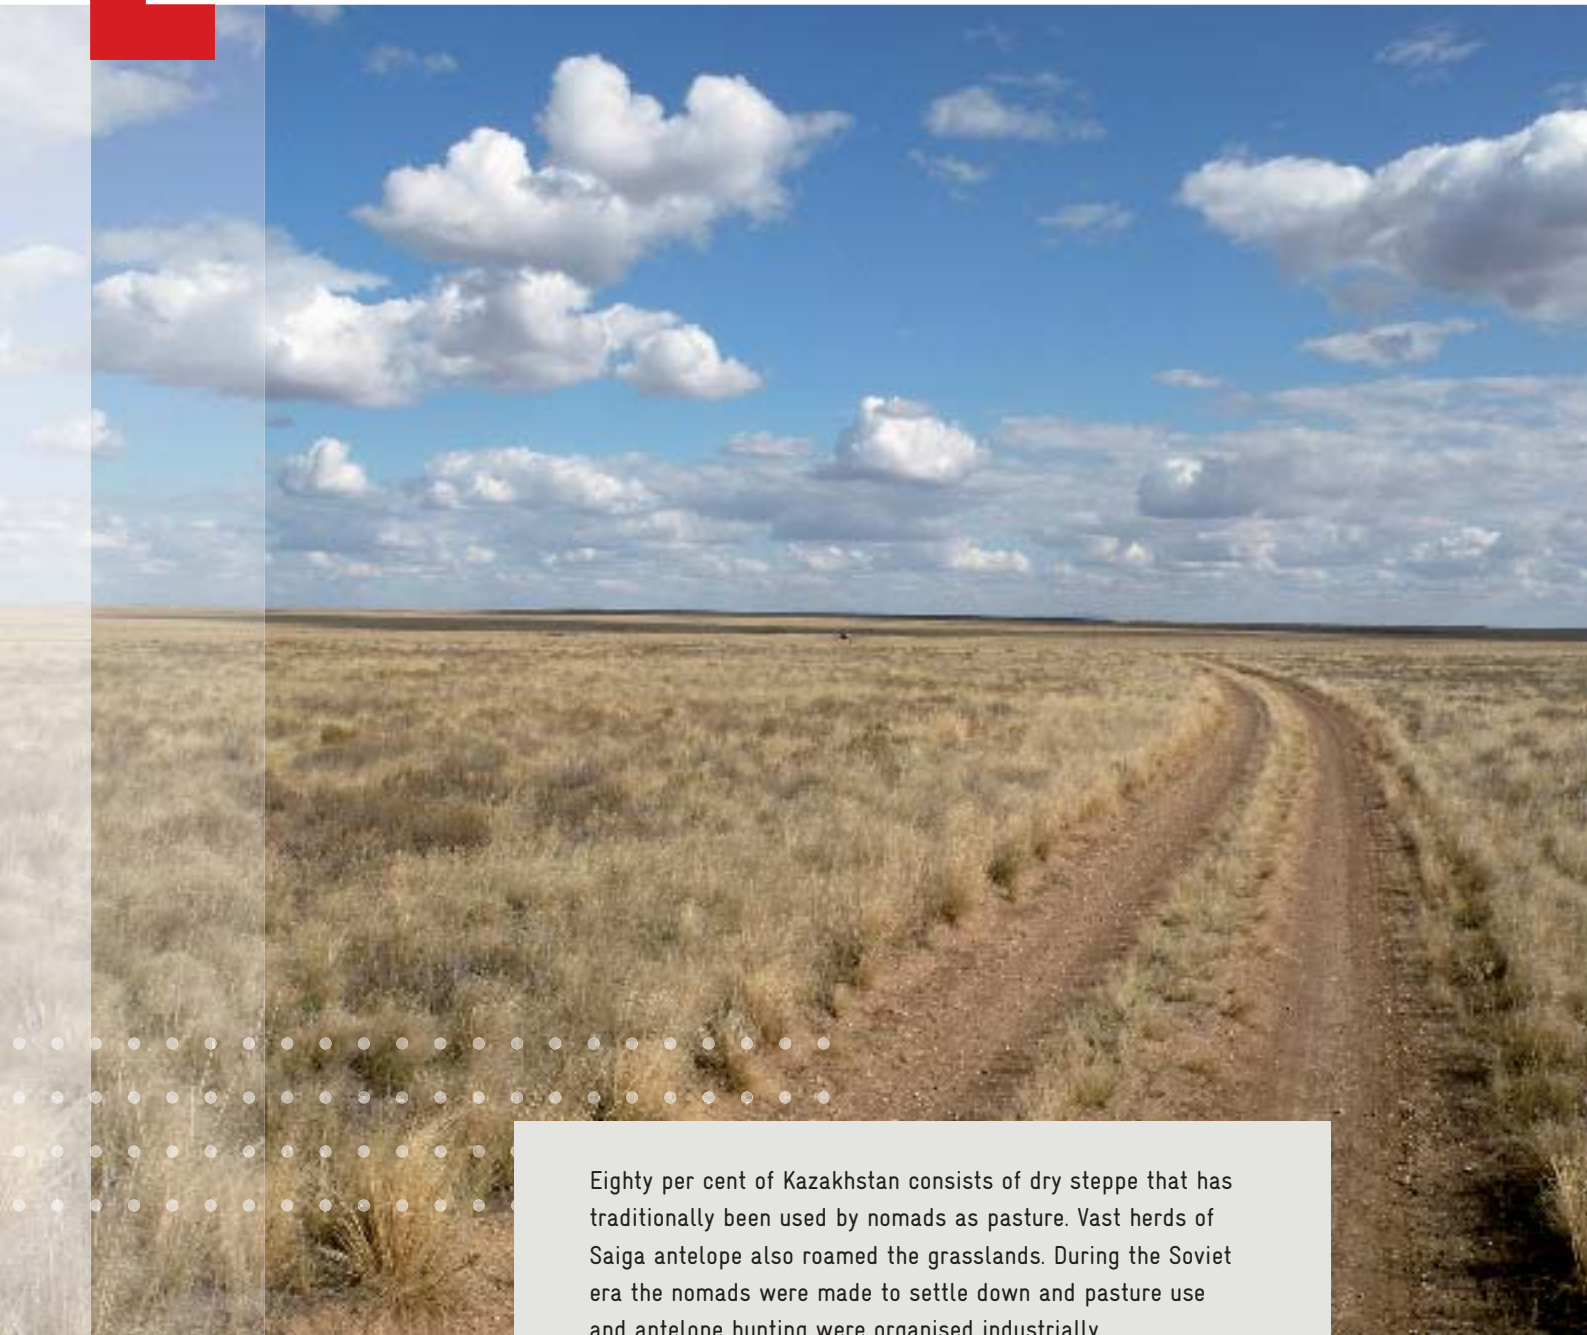 Eighty per cent of Kazakhstan consists of dry steppe that has
traditionally been used by nomads as pasture. Vast herds of
Saiga antelope also roamed the grasslands. During the Soviet
era the nomads were made to settle down and pasture use
and antelope hunting were organised industrially.